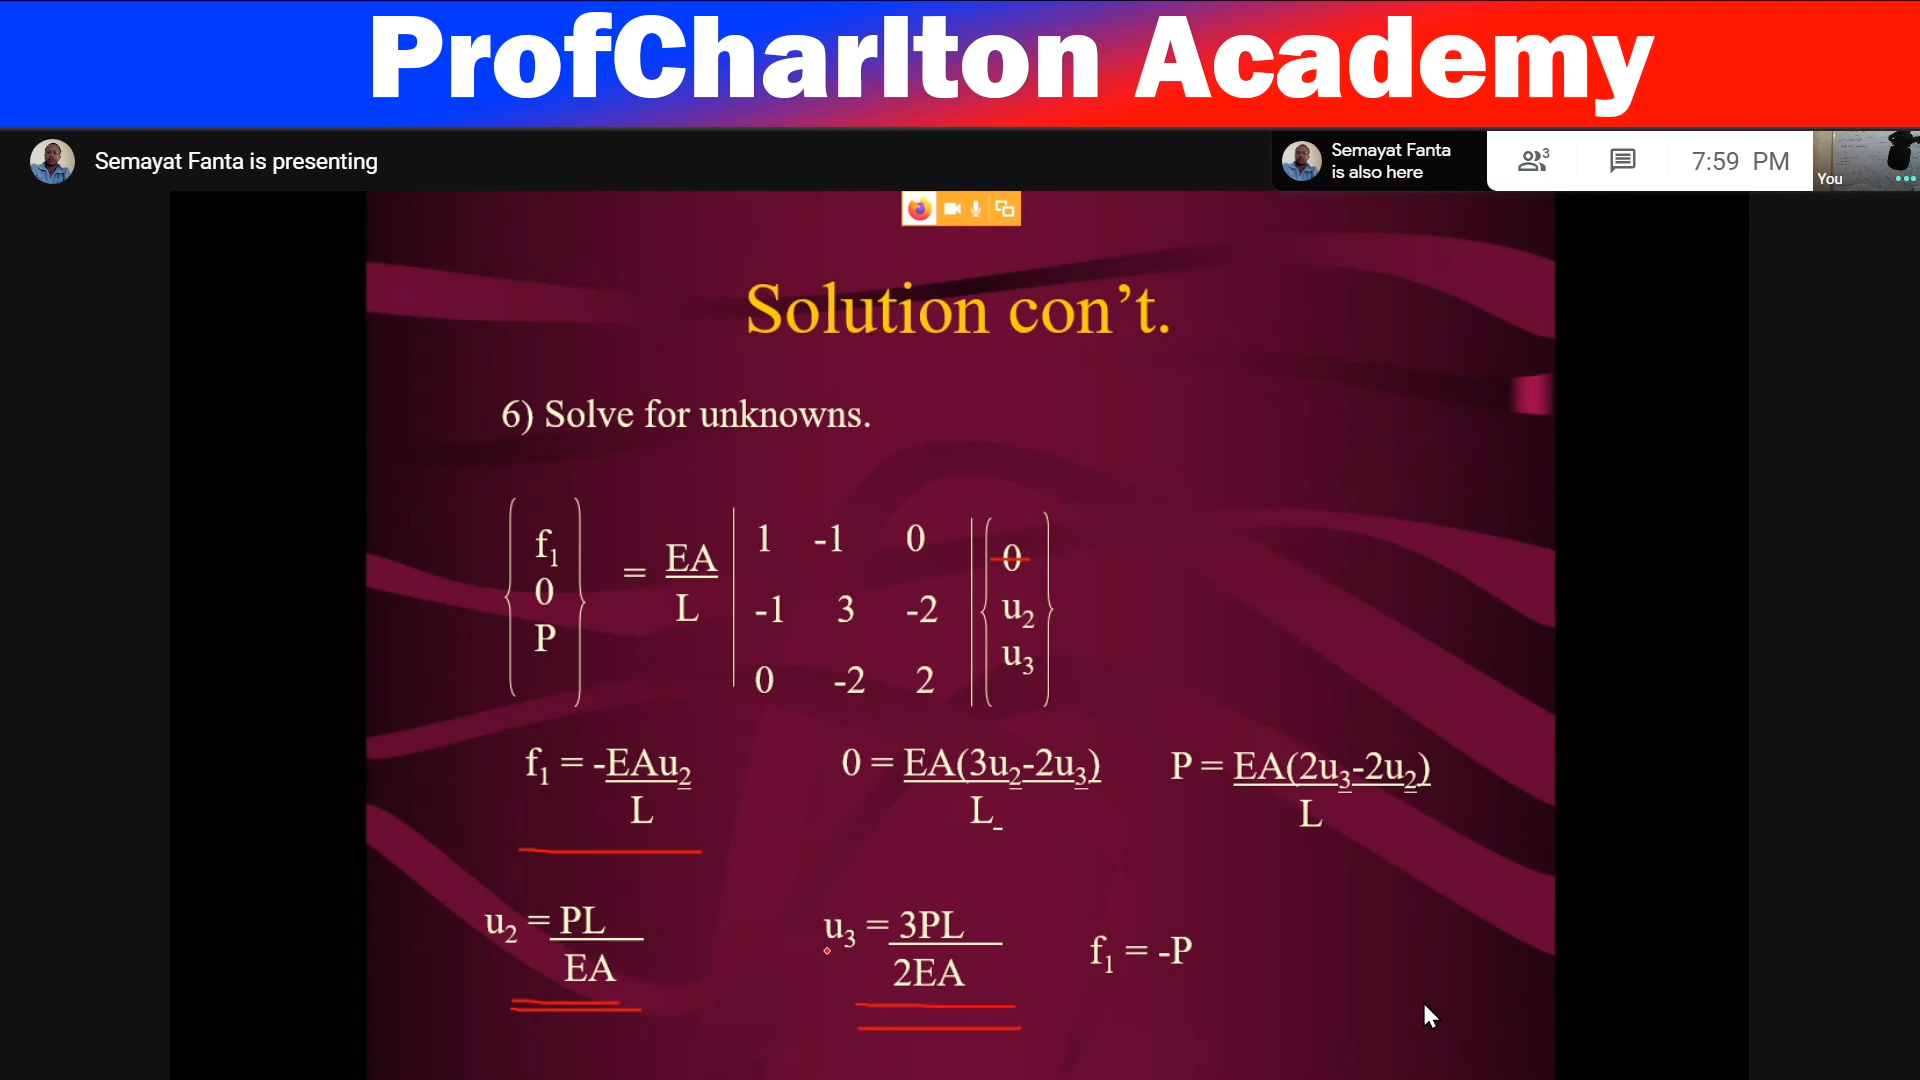 ProfCharlton Academy
Semayat Fanta is presenting
Semayat Fanta
is also here
3
7:59 PM
You
Solution con’t.
6) Solve for unknowns.
f1
0
P
= EA
L
1 -1 0
-1 3 -2
0 -2 2
0
u2
u3
f1 = -EAu2
L
0 = EA(3u2-2u3)
L
P = EA(2u3-2u2)
L
u2 = PL
EA
u3 = 3PL
2EA
f1 = -P